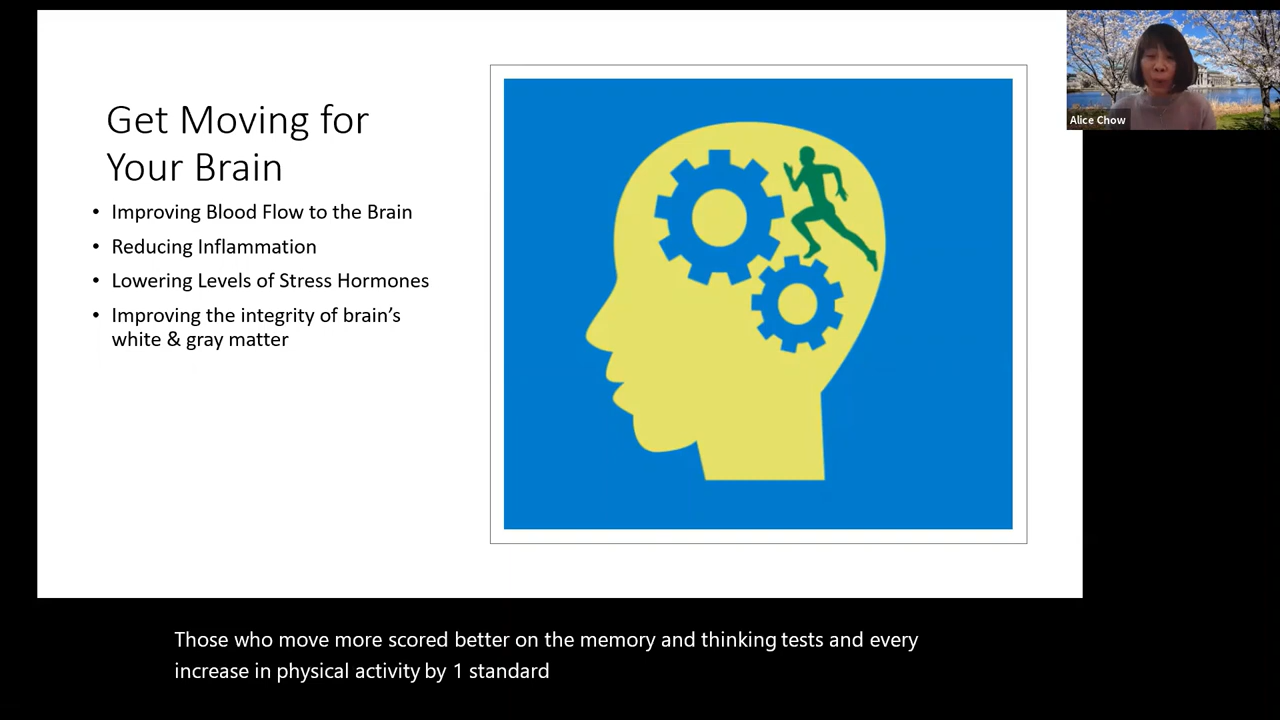 Get Moving for
Your Brain
• Improving Blood Flow to the Brain
• Reducing Inflammation
• Lowering Levels of Stress Hormones
• Improving the integrity of brain’s
white & gray matter
Alice Chow
Those who move more scored better on the memory and thinking tests and every
increase in physical activity by 1 standard